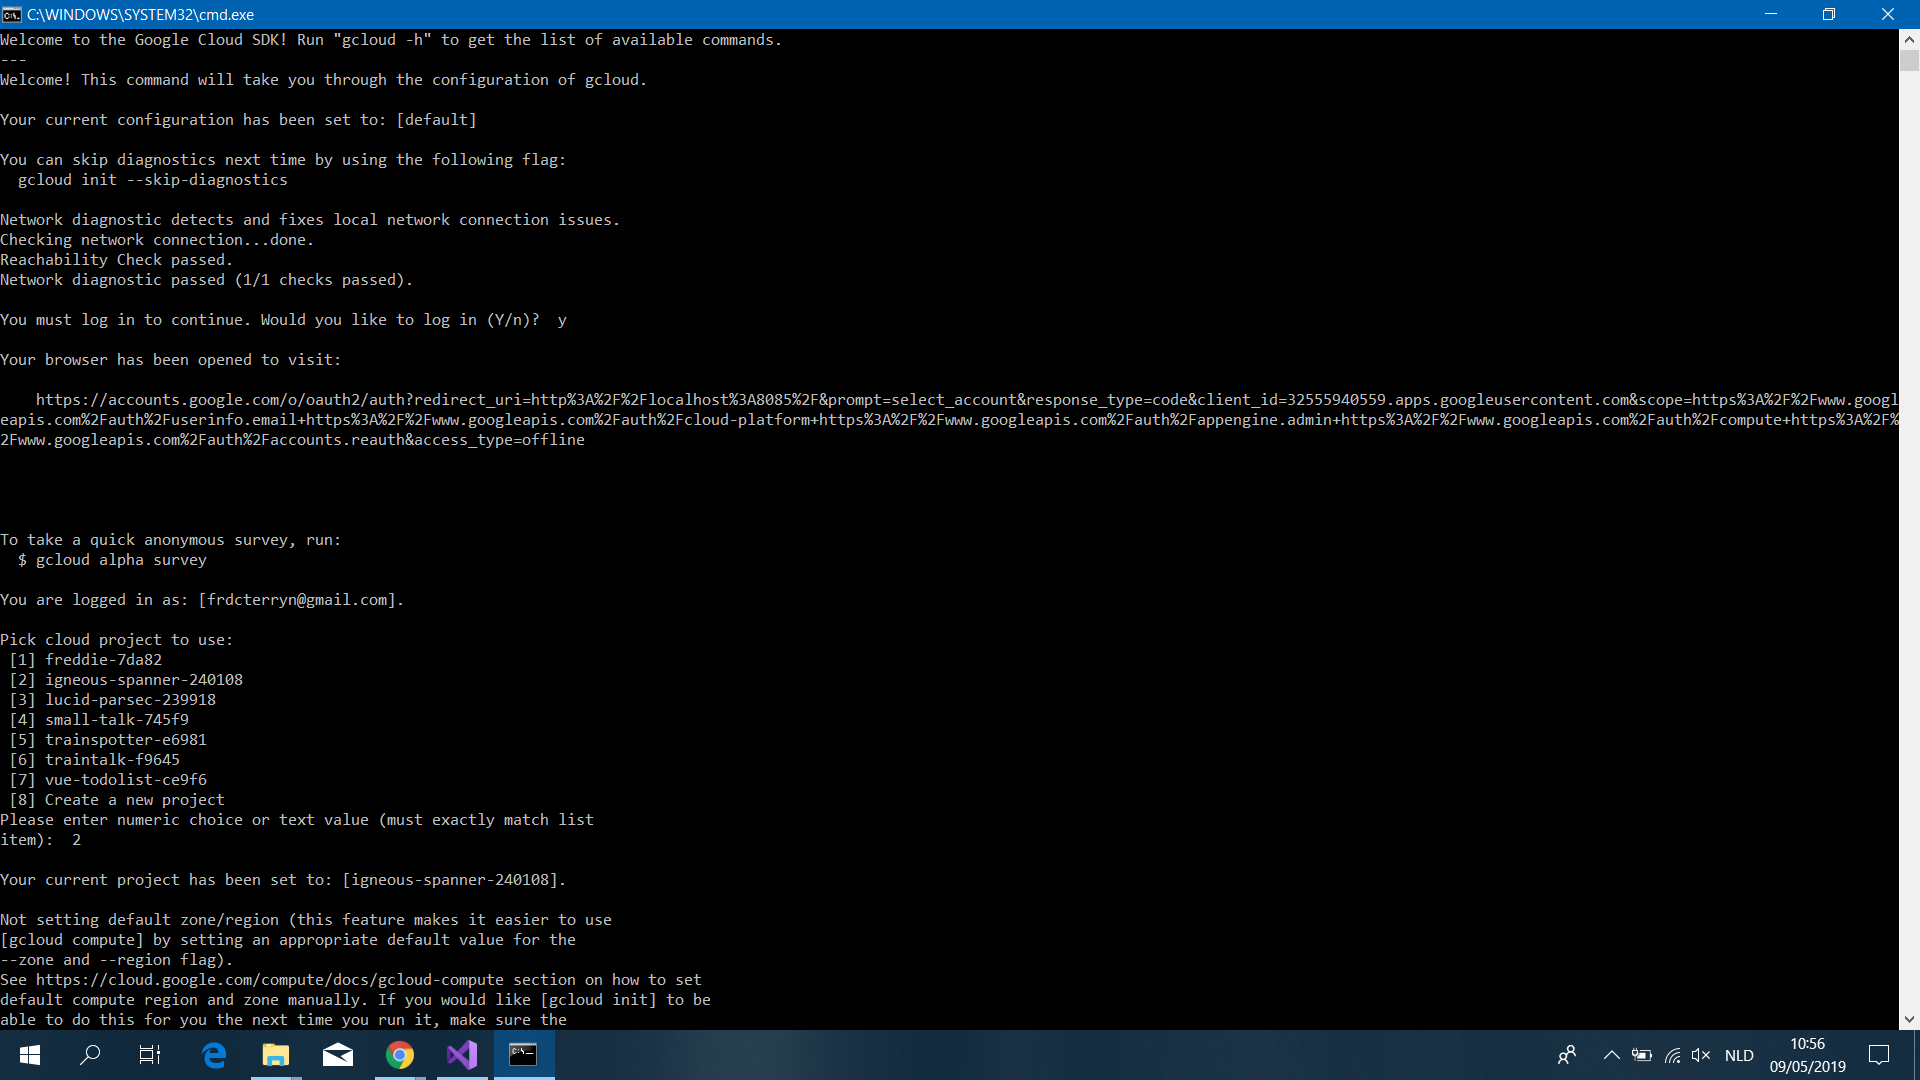 C:\WINDOWS\SYSTEM32\cmd.exe
Welcome to the Google Cloud SDK! Run "gcloud -h" to get the list of available commands.
---
Welcome! This command will take you through the configuration of gcloud.
Your current configuration has been set to: [default]
You can skip diagnostics next time by using the following flag:
gcloud init --skip-diagnostics
Network diagnostic detects and fixes local network connection issues.
Checking network connection...done.
Reachability Check passed.
Network diagnostic passed (1/1 checks passed).
You must log in to continue. Would you like to log in (Y/n)?  y
Your browser has been opened to visit:
https://accounts.google.com/o/oauth2/auth?redirect_uri=http%3A%2F%2Flocalhost%3A8085%2F&prompt=select_account&response_type=code&client_id=32555940559.apps.googleusercontent.com&scope=https%3A%2F%2Fwww.googl
eapis.com%2Fauth%2Fuserinfo.email+https%3A%2F%2Fwww.googleapis.com%2Fauth%2Fcloud-platform+https%3A%2F%2Fwww.googleapis.com%2Fauth%2Fappengine.admin+https%3A%2F%2Fwww.googleapis.com%2Fauth%2Fcompute+https%3A%2F%
2Fwww.googleapis.com%2Fauth%2Faccounts.reauth&access_type=offline
To take a quick anonymous survey, run:
$ gcloud alpha survey
You are logged in as: [frdcterryn@gmail.com].
Pick cloud project to use:
[1] freddie-7da82
[2] igneous-spanner-240108
[3] lucid-parsec-239918
[4] small-talk-745f9
[5] trainspotter-e6981
[6] traintalk-f9645
[7] vue-todolist-ce9f6
[8] Create a new project
Please enter numeric choice or text value (must exactly match list
item):  2
Your current project has been set to: [igneous-spanner-240108].
Not setting default zone/region (this feature makes it easier to use
[gcloud compute] by setting an appropriate default value for the
--zone and --region flag).
See https://cloud.google.com/compute/docs/gcloud-compute section on how to set
default compute region and zone manually. If you would like [gcloud init] to be
able to do this for you the next time you run it, make sure the
NLD
10:56
09/05/2019